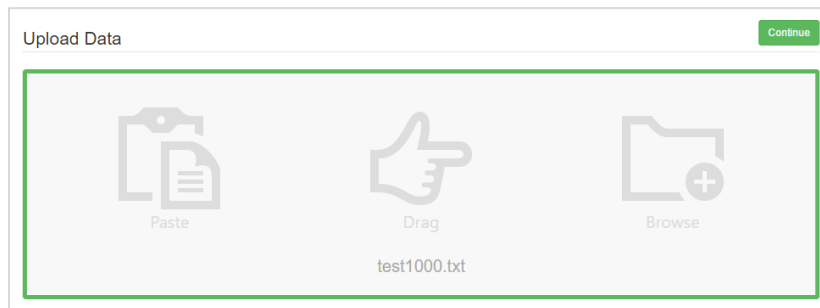 Upload Data
Continue
Paste
Drag
Browse
test1000.txt